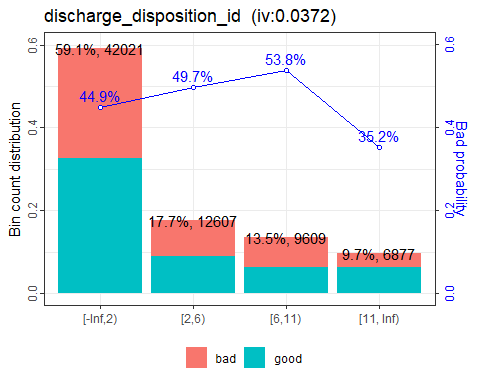 discharge_disposition_id  (iv:0.0372)
Bin count distribution
0.6
0.4
0.2
0.0
59.1%, 42021
17.7%, 12607
13.5%, 9609
9.7%, 6877
44.9%
49.7%
53.8%
35.2%
0.6
0.4
0.2
0.0
Bad probability
[-Inf,2)
[2,6)
[6,11)
[11, Inf)
bad
good